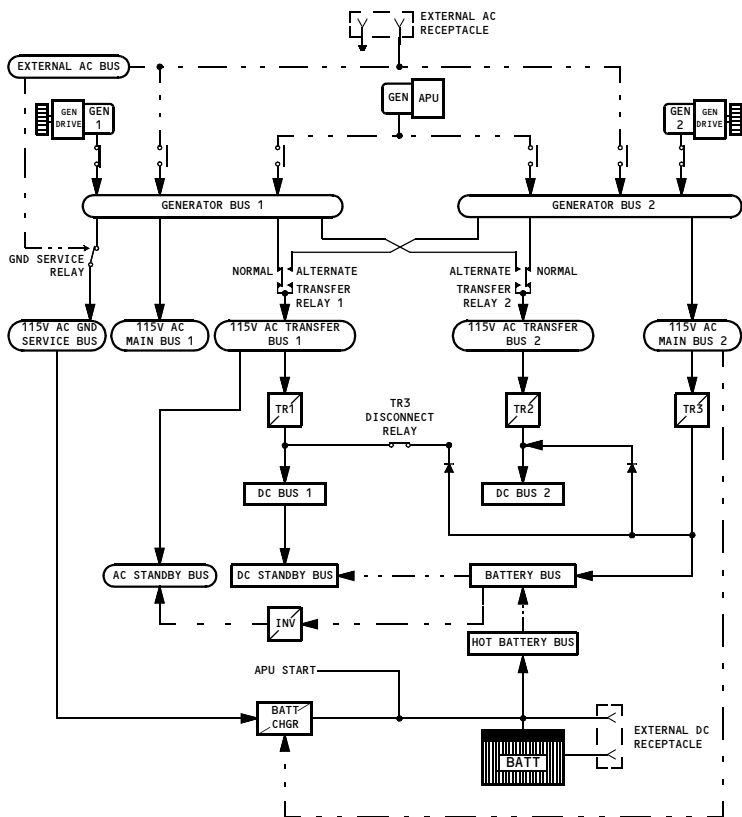 EXTERNAL AC
RECEPTACLE
EXTERNAL AC BUS
GEN
DRIVE
GEN
1
GEN
APU
GEN
2
GEN
DRIVE
GENERATOR BUS 1
GENERATOR BUS 2
GND SERVICE
RELAY
NORMAL
ALTERNATE
TRANSFER
RELAY 1
ALTERNATE
NORMAL
TRANSFER
RELAY 2
115V AC GND
SERVICE BUS
115V AC
MAIN BUS 1
115V AC TRANSFER
BUS 1
115V AC TRANSFER
BUS 2
115V AC
MAIN BUS 2
TR1
TR3
DISCONNECT
RELAY
TR2
TR3
DC BUS 1
DC BUS 2
AC STANDBY BUS
DC STANDBY BUS
BATTERY BUS
INV
HOT BATTERY BUS
APU START
BATT
CHGR
EXTERNAL DC
RECEPTACLE
BATT